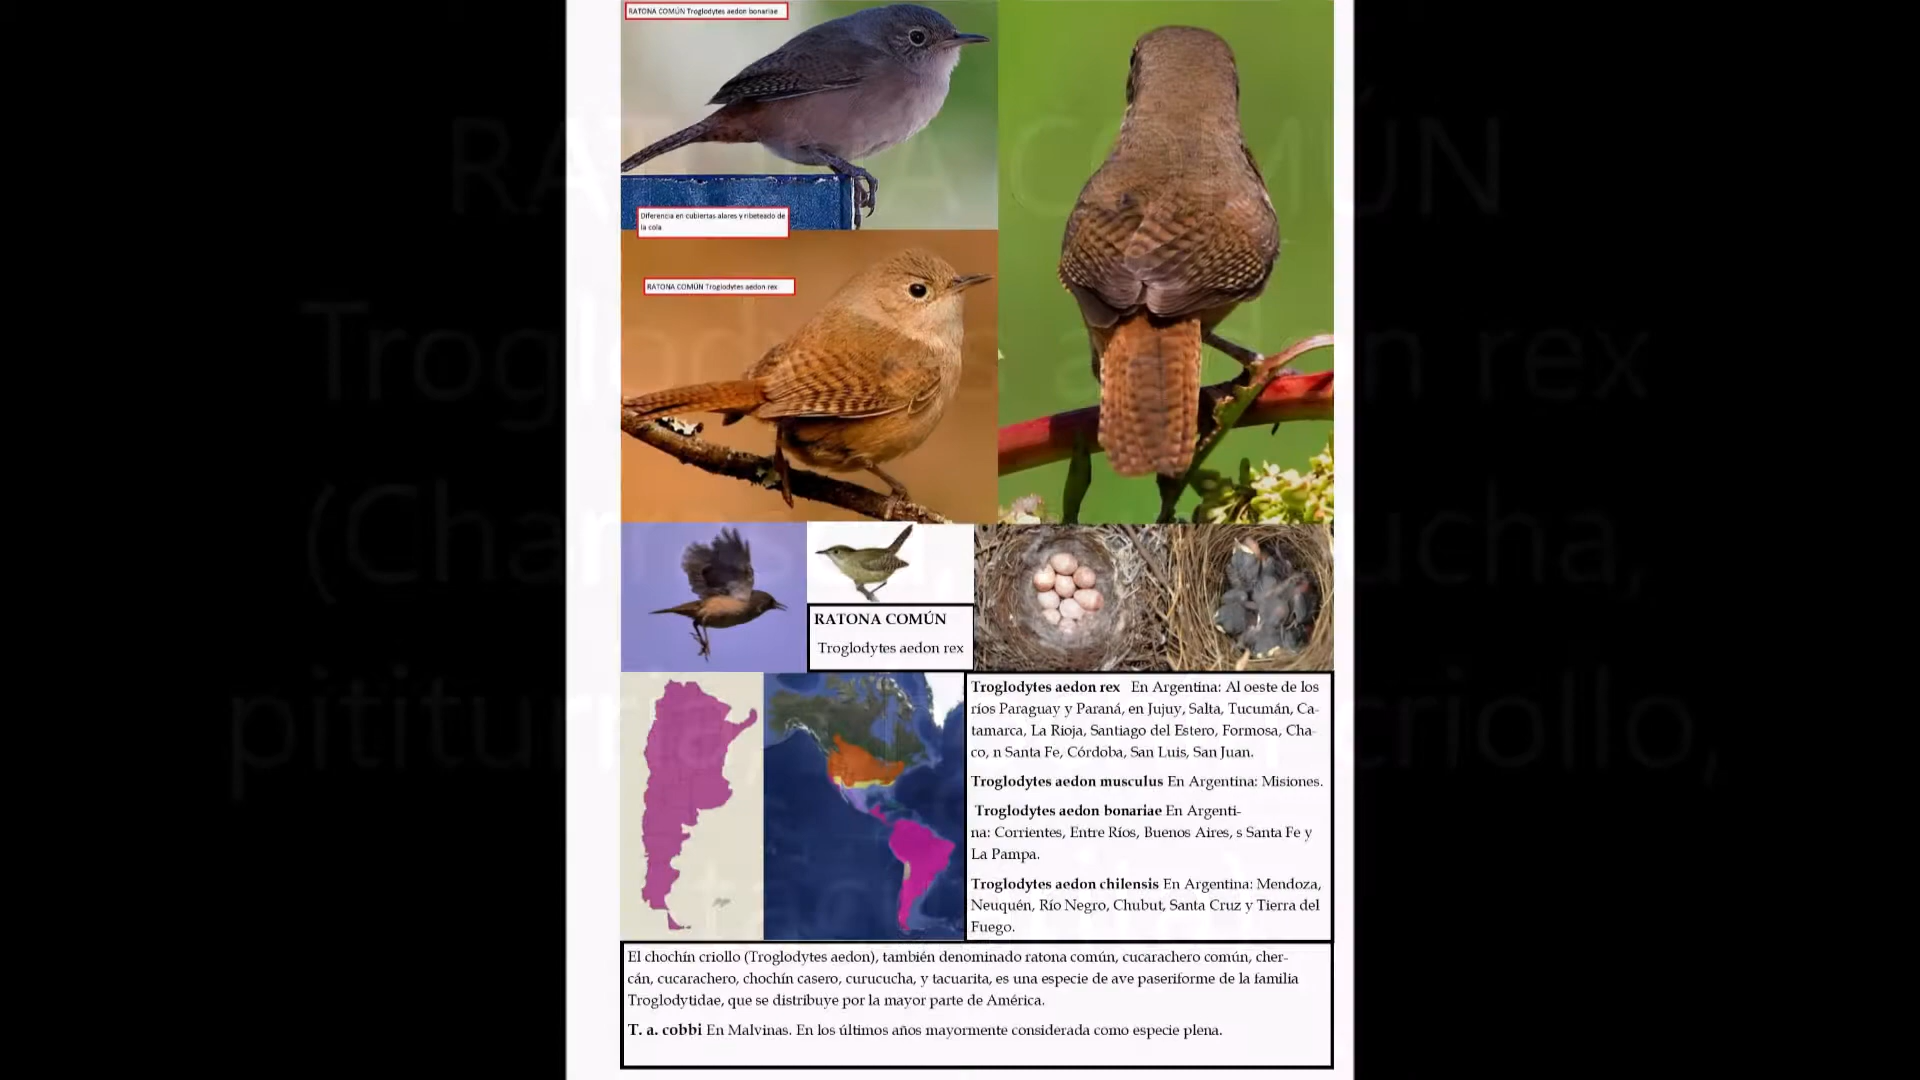 RATONA COMÚN Troglodytes aedon bonariae
Diferencia en cubiertas alares y ribeteado de
la cola
RATONA COMÚN Troglodytes aedon rex
RATONA COMÚN
Troglodytes aedon rex
Troglodytes aedon rex En Argentina: Al oeste de los
ríos Paraguay y Paraná, en Jujuy, Salta, Tucumán, Ca-
tamarca, La Rioja, Santiago del Estero, Formosa, Cha-
co, n Santa Fe, Córdoba, San Luis, San Juan.
Troglodytes aedon musculus En Argentina: Misiones.
Troglodytes aedon bonariae En Argenti-
na: Corrientes, Entre Ríos, Buenos Aires, s Santa Fe y
La Pampa.
Troglodytes aedon chilensis En Argentina: Mendoza,
Neuquén, Río Negro, Chubut, Santa Cruz y Tierra del
Fuego.
El chochín criollo (Troglodytes aedon), también denominado ratona común, cucarachero común, cher-
cán, cucarachero, chochín casero, curucucha, y tacuarita, es una especie de ave paseriforme de la familia
Troglodytidae, que se distribuye por la mayor parte de América.
T. a. cobbi En Malvinas. En los últimos años mayormente considerada como especie plena.
RATONA COMÚN
Troglodytes aedon rex
criollo,